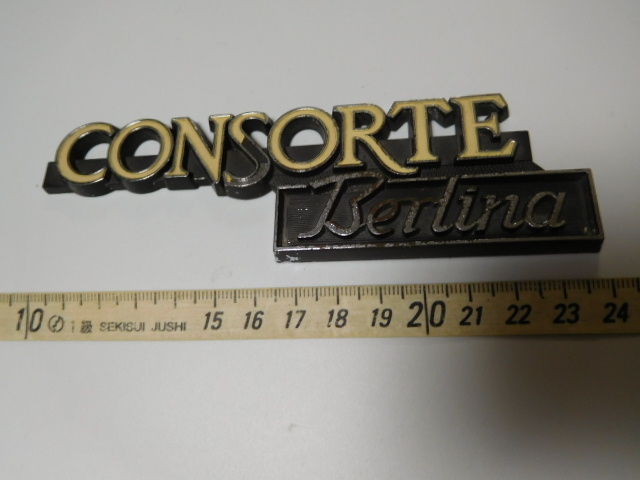 CONSORTE
Berlina
10 1級 SEKISUI JUSHI 15 16 17 18 19 20 21 22 23 24